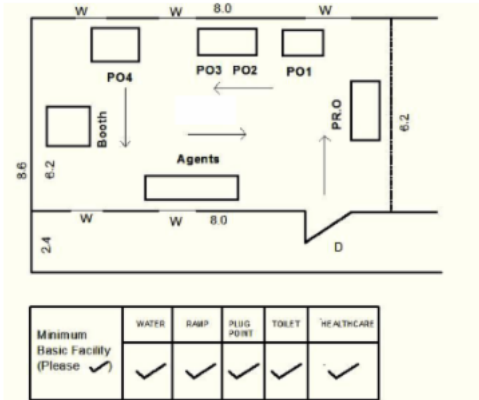 W W 8.0 W
PO4 PO3 PO2 PO1
Booth
PR.O
6.2
8.6
6.2
Agents
W W 8.0
2.4
D
Minimum
Basic Facility
(Please ✓)
WATER RAMP PLUG POINT TOILET HEALTHCARE
✓ ✓ ✓ ✓ ✓